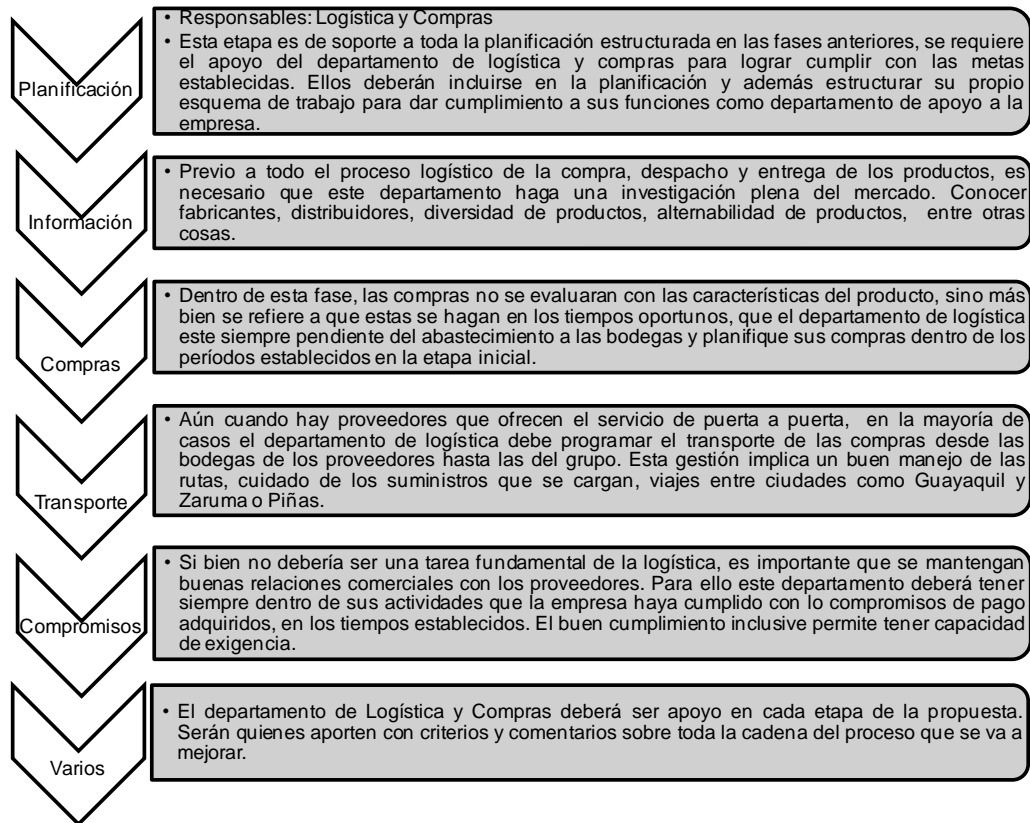 Planificación
• Responsables: Logística y Compras
• Esta etapa es de soporte a toda la planificación estructurada en las fases anteriores, se requiere
el apoyo del departamento de logística y compras para lograr cumplir con las metas
establecidas. Ellos deberán incluirse en la planificación y además estructurar su propio
esquema de trabajo para dar cumplimiento a sus funciones como departamento de apoyo a la
empresa.
Información
• Previo a todo el proceso logístico de la compra, despacho y entrega de los productos, es
necesario que este departamento haga una investigación plena del mercado. Conocer
fabricantes, distribuidores, diversidad de productos, alternabilidad de productos, entre otras
cosas.
Compras
• Dentro de esta fase, las compras no se evaluaran con las características del producto, sino más
bien se refiere a que estas se hagan en los tiempos oportunos, que el departamento de logística
este siempre pendiente del abastecimiento a las bodegas y planifique sus compras dentro de los
períodos establecidos en la etapa inicial.
Transporte
• Aún cuando hay proveedores que ofrecen el servicio de puerta a puerta, en la mayoría de
casos el departamento de logística debe programar el transporte de las compras desde las
bodegas de los proveedores hasta las del grupo. Esta gestión implica un buen manejo de las
rutas, cuidado de los suministros que se cargan, viajes entre ciudades como Guayaquil y
Zaruma o Piñas.
Compromisos
• Si bien no debería ser una tarea fundamental de la logística, es importante que se mantengan
buenas relaciones comerciales con los proveedores. Para ello este departamento deberá tener
siempre dentro de sus actividades que la empresa haya cumplido con lo compromisos de pago
adquiridos, en los tiempos establecidos. El buen cumplimiento inclusive permite tener capacidad
de exigencia.
Varios
• El departamento de Logística y Compras deberá ser apoyo en cada etapa de la propuesta.
Serán quienes aporten con criterios y comentarios sobre toda la cadena del proceso que se va a
mejorar.